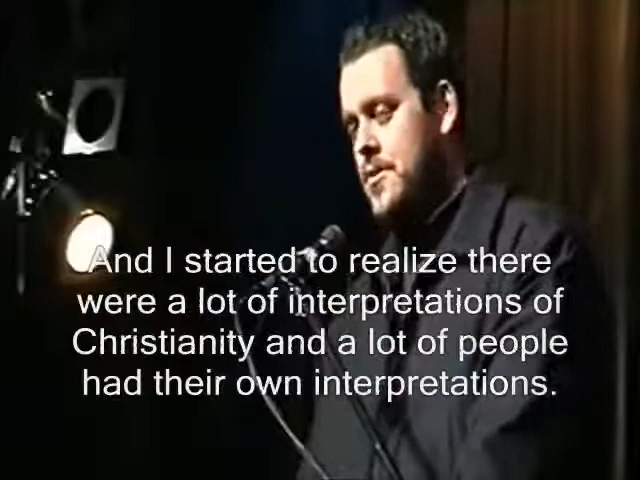 And I started to realize there
were a lot of interpretations of
Christianity and a lot of people
had their own interpretations.